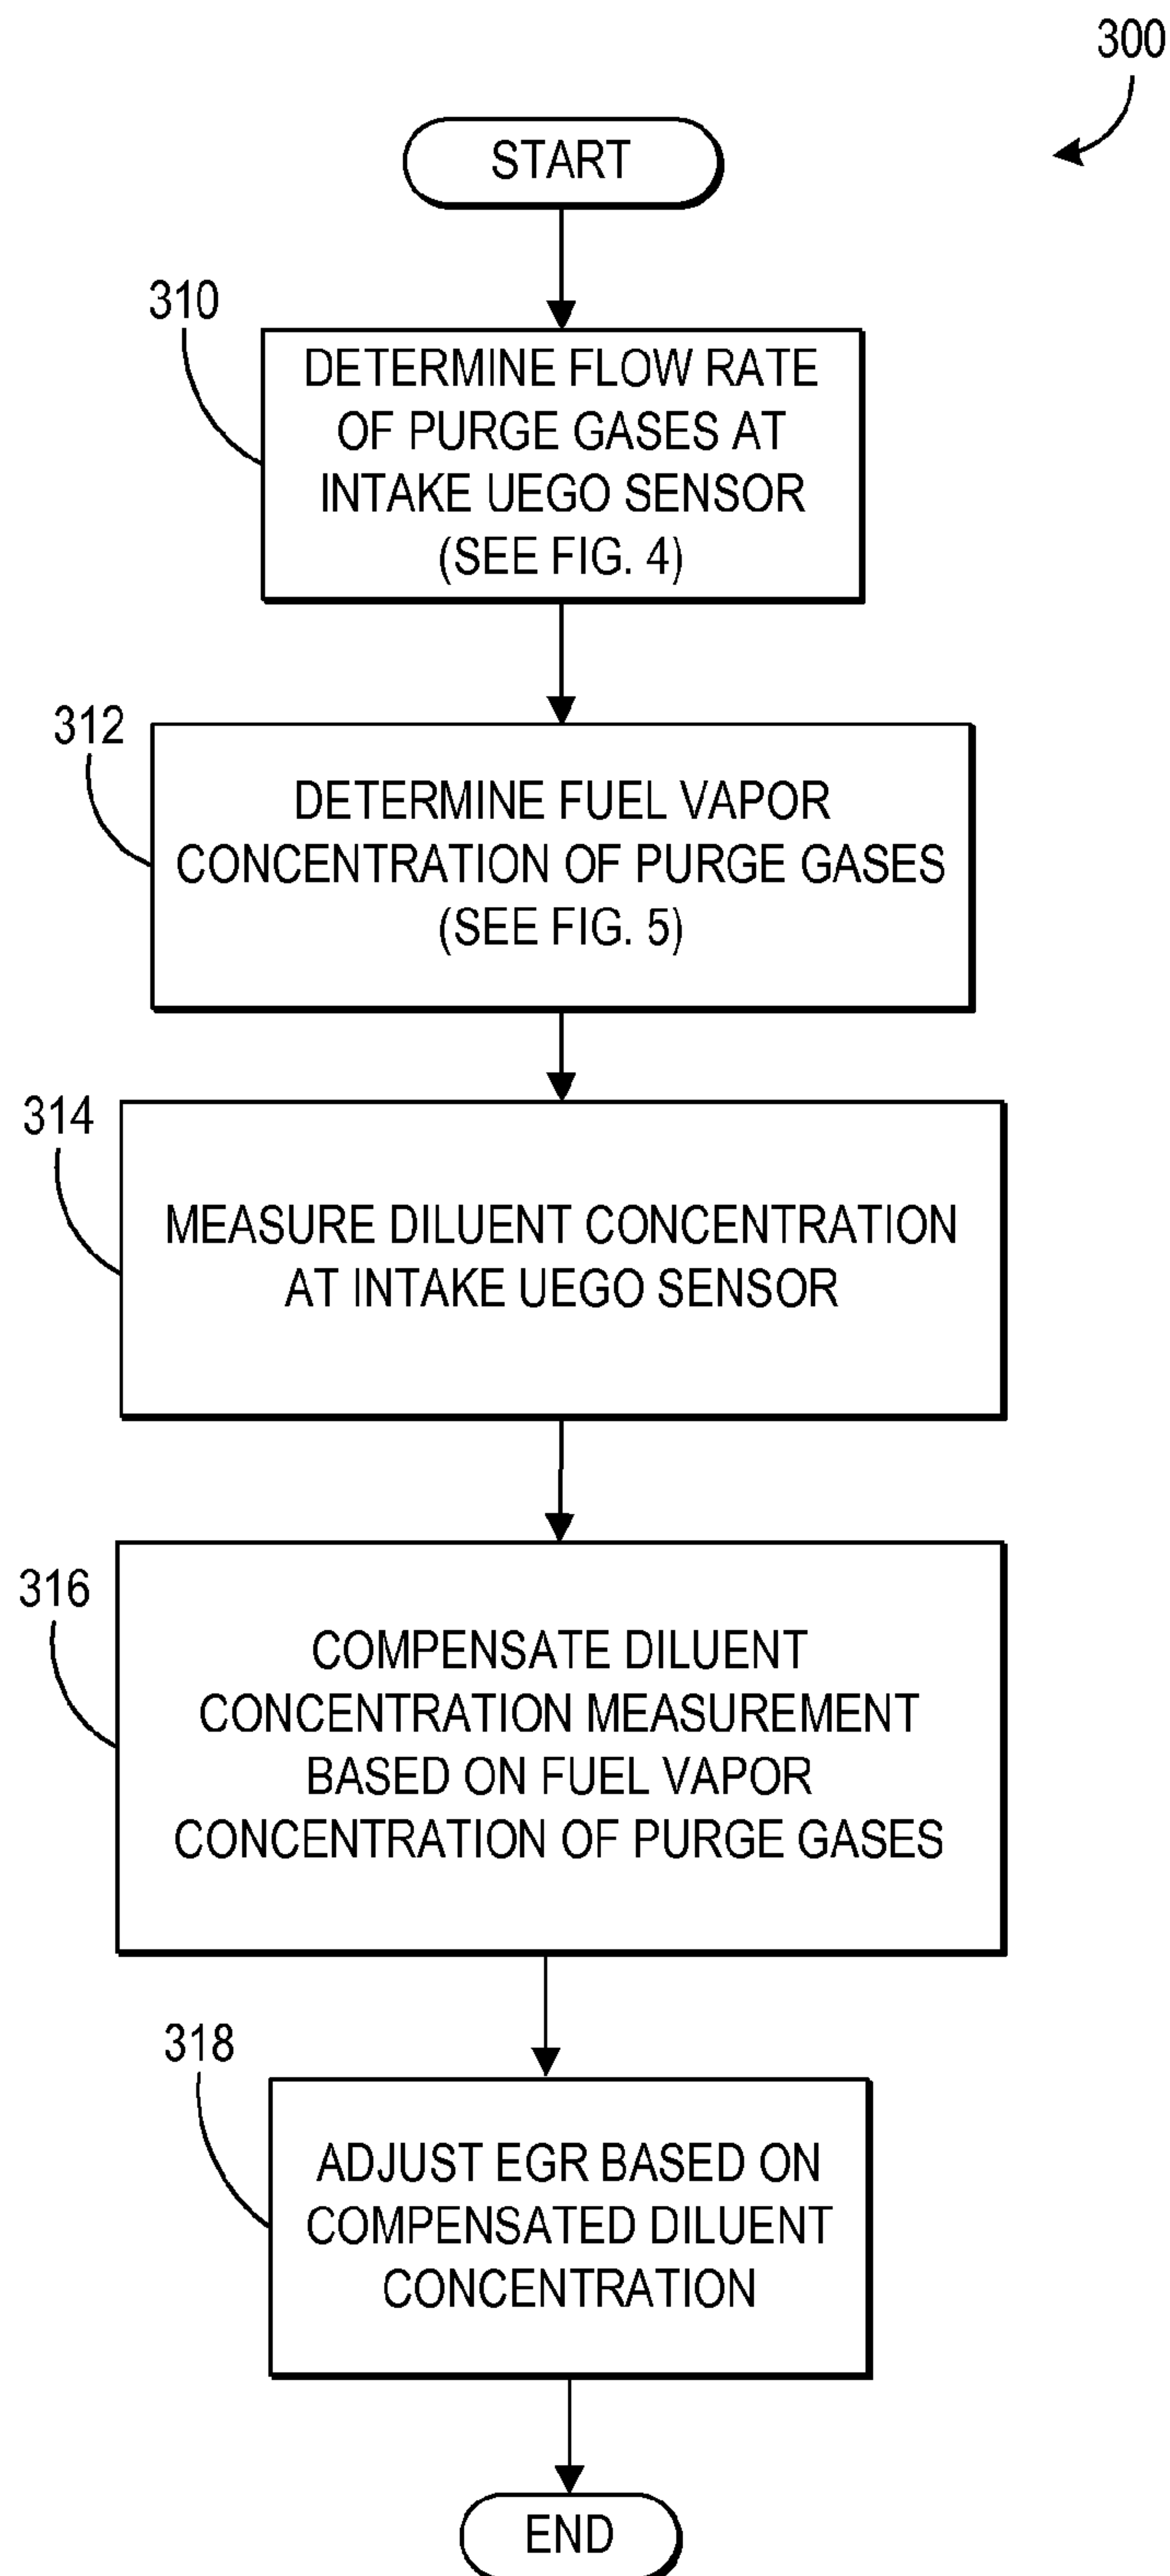 300
START
310
DETERMINE FLOW RATE
OF PURGE GASES AT
INTAKE UEGO SENSOR
(SEE FIG. 4)
312
DETERMINE FUEL VAPOR
CONCENTRATION OF PURGE GASES
(SEE FIG. 5)
314
MEASURE DILUENT CONCENTRATION
AT INTAKE UEGO SENSOR
316
COMPENSATE DILUENT
CONCENTRATION MEASUREMENT
BASED ON FUEL VAPOR
CONCENTRATION OF PURGE GASES
318
ADJUST EGR BASED ON
COMPENSATED DILUENT
CONCENTRATION
END